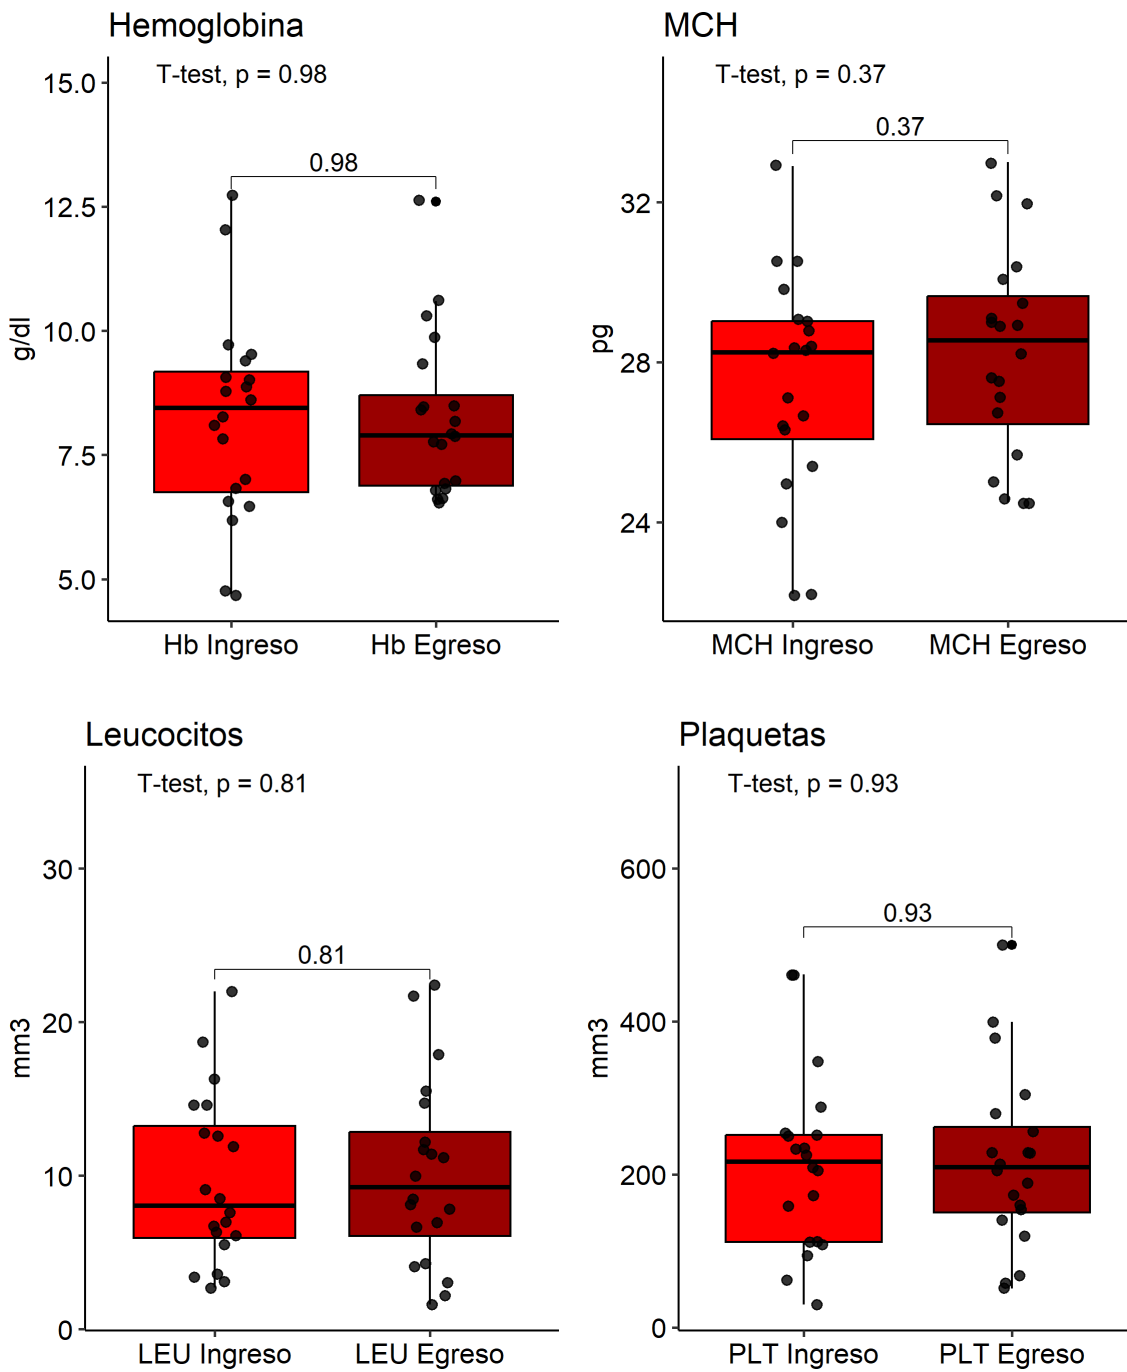 Hemoglobina
T-test, p = 0.98
0.98
15.0
12.5
10.0
7.5
5.0
g/dl
Hb Ingreso
Hb Egreso
MCH
T-test, p = 0.37
0.37
32
28
24
pg
MCH Ingreso
MCH Egreso
Leucocitos
T-test, p = 0.81
0.81
30
20
10
0
mm3
LEU Ingreso
LEU Egreso
Plaquetas
T-test, p = 0.93
0.93
600
400
200
0
mm3
PLT Ingreso
PLT Egreso